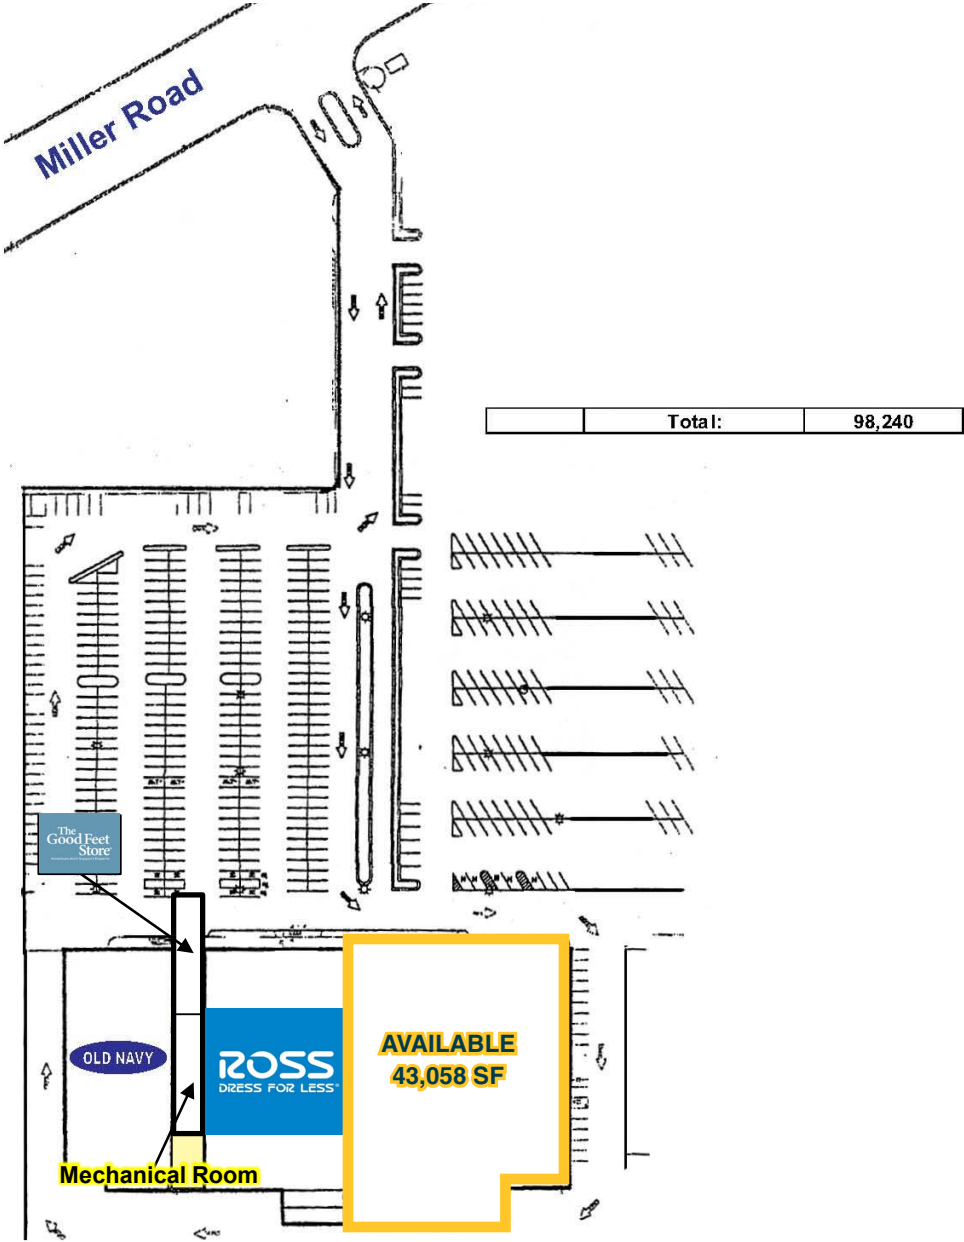 Miller Road
Total: 98,240
The
Good Feet
Store
OLD NAVY
ROSS
DRESS FOR LESS
AVAILABLE
43,058 SF
Mechanical Room